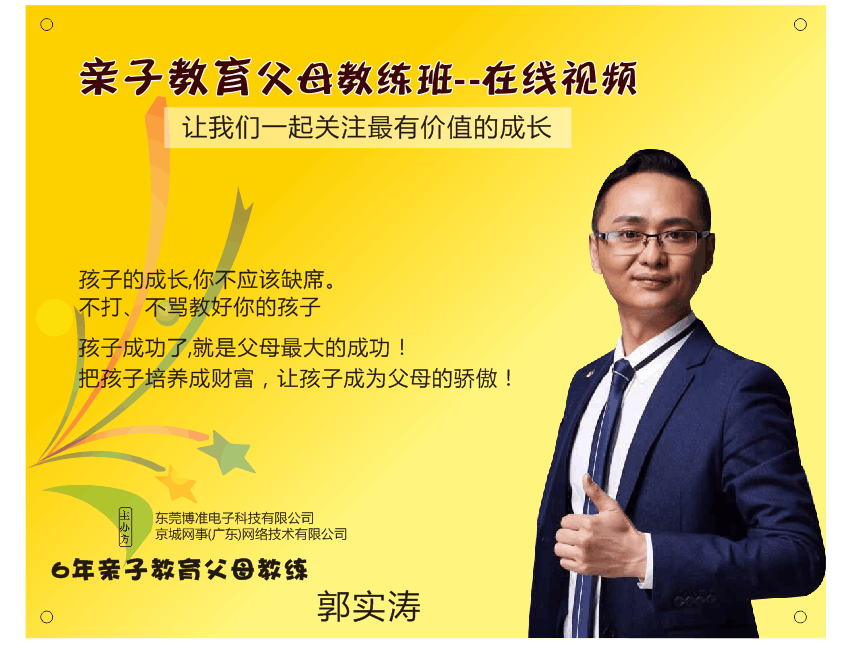 亲子教育父母教练班--在线视频
让我们一起关注最有价值的成长
孩子的成长,你不应该缺席。
不打、不骂教好你的孩子
孩子成功了,就是父母最大的成功！
把孩子培养成财富，让孩子成为父母的骄傲！
主办方
东莞博准电子科技有限公司
京城网事(广东)网络技术有限公司
6年亲子教育父母教练
郭实涛